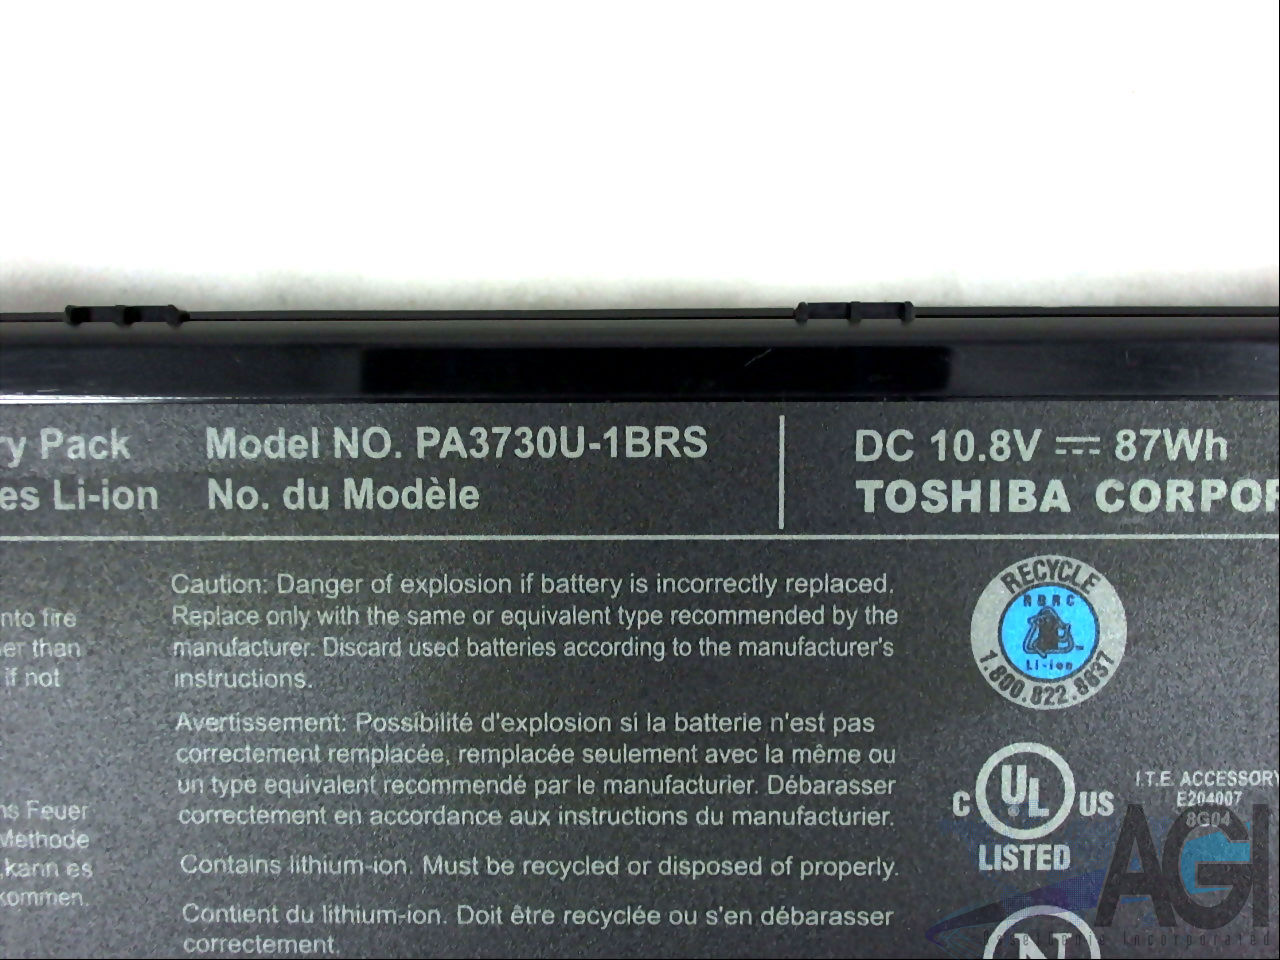 ry Pack Model NO. PA3730U-1BRS DC 10.8V 87Wh
es Li-ion No. du Modèle TOSHIBA CORPOR
nto fire
er than
if not
Caution: Danger of explosion if battery is incorrectly replaced.
Replace only with the same or equivalent type recommended by the
manufacturer. Discard used batteries according to the manufacturer's
instructions.
Avertissement: Possibilité d'explosion si la batterie n'est pas
correctement remplacée, remplacée seulement avec la même ou
un type equivalent recommendé par le manufacturier. Débarasser
correctement en accordance aux instructions du manufacturier.
ns Feuer
Methode
,kann es
kommen.
Contains lithium-ion. Must be recycled or disposed of properly.
Contient du lithium-ion. Doit être recyclée ou s'en débarasser
correctement.
RECYCLE
RBRC
Li-ion
1.800.822.8837
C UL US
LISTED
I.T.E. ACCESSORY
E204007
8G04
N
AGI
Incorporated